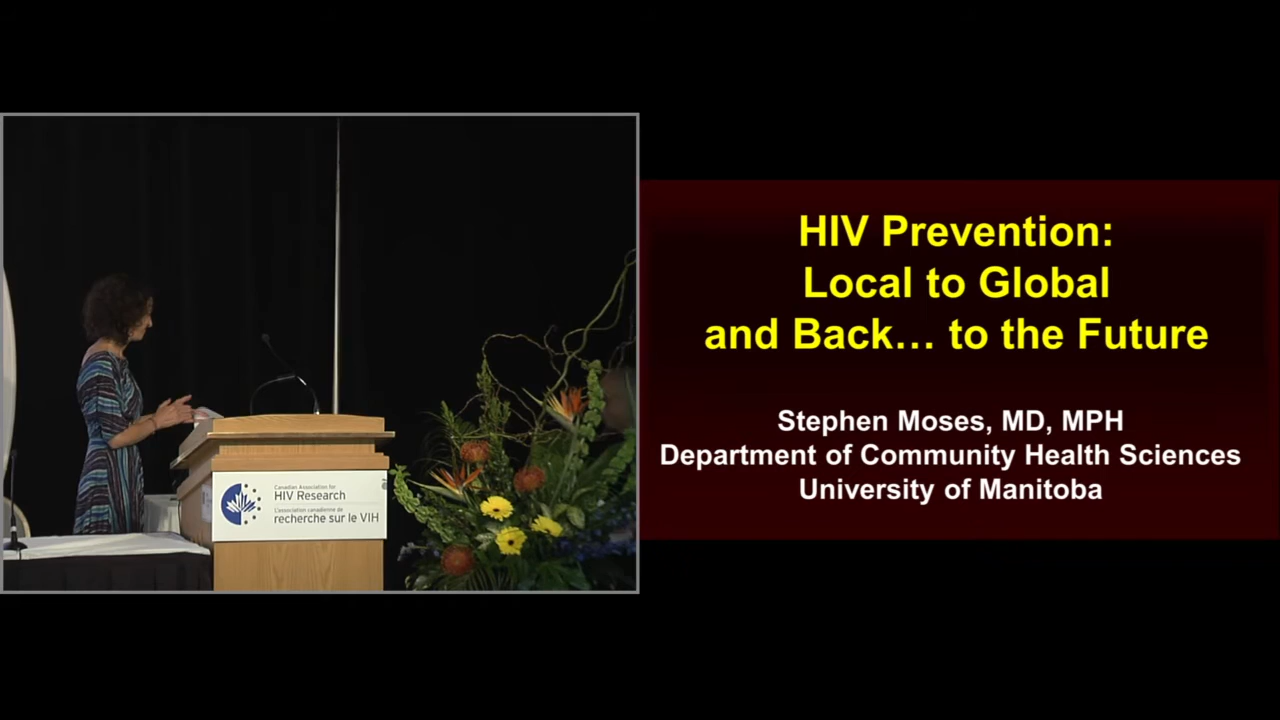 Canadian Association for
HIV Research
L'association canadienne de
recherche sur le VIH
HIV Prevention:
Local to Global
and Back… to the Future
Stephen Moses, MD, MPH
Department of Community Health Sciences
University of Manitoba